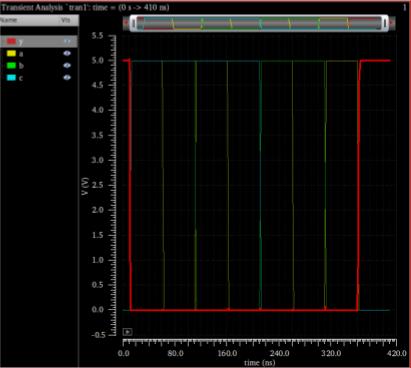 Transient Analysis `tran1': time = (0 s -> 410 ns)
1
Name Vis
y
a
b
c
5.5
5.0
4.5
4.0
3.5
3.0
2.5
2.0
1.5
1.0
0.5
0.0
-0.5
V (V)
0.0 80.0 160.0 240.0 320.0 420.0
time (ns)